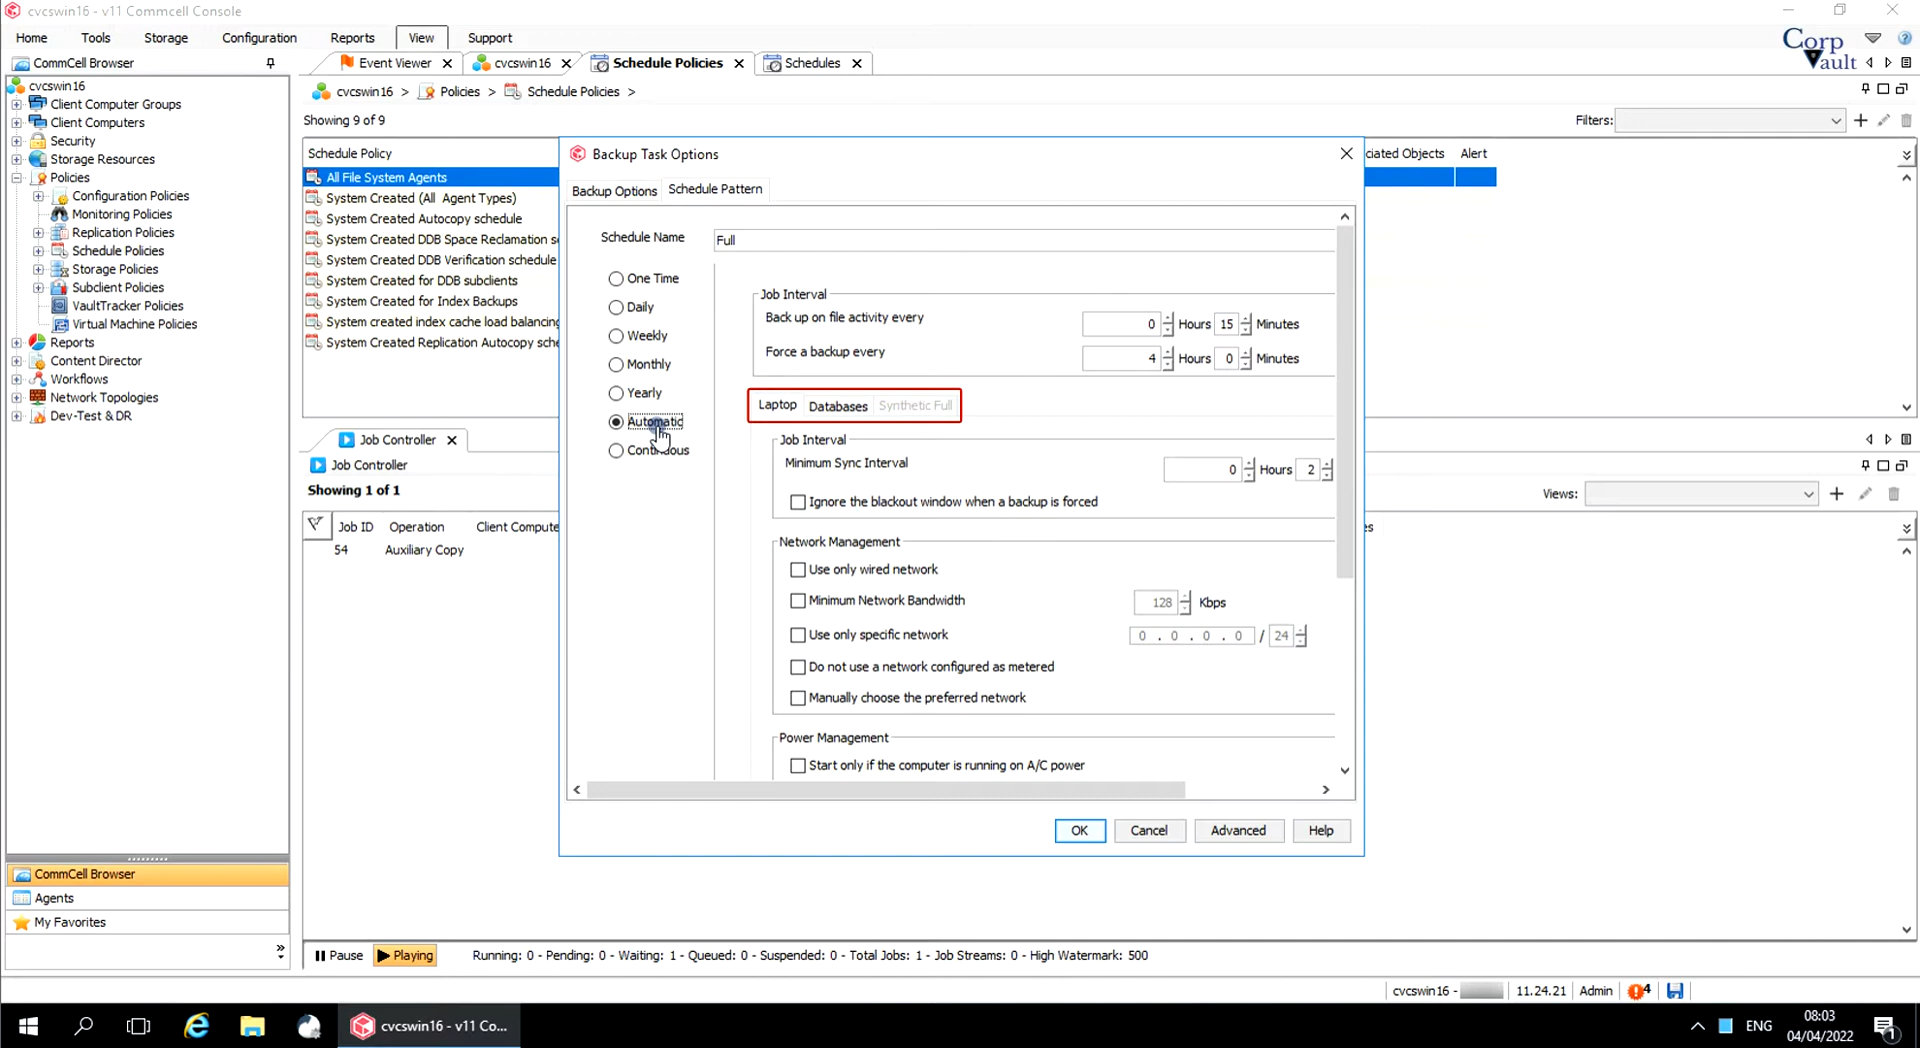 cvcswin16 - v11 Commcell Console
Home Tools Storage Configuration Reports View Support
Corp Vault
CommCell Browser
Event Viewer cvcswin16 Schedule Policies Schedules
cvcswin16
Client Computer Groups
Client Computers
Security
Storage Resources
Policies
Configuration Policies
Monitoring Policies
Replication Policies
Schedule Policies
Storage Policies
Subclient Policies
VaultTracker Policies
Virtual Machine Policies
Reports
Content Director
Workflows
Network Topologies
Dev-Test & DR
CommCell Browser
Agents
My Favorites
cvcswin16 > Policies > Schedule Policies >
Showing 9 of 9
Filters:
Schedule Policy
ciated Objects Alert
All File System Agents
System Created (All Agent Types)
System Created Autocopy schedule
System Created DDB Space Reclamation s
System Created DDB Verification schedule
System Created for DDB subclients
System Created for Index Backups
System created index cache load balancing
System Created Replication Autocopy sche
Backup Task Options
Backup Options Schedule Pattern
Schedule Name Full
One Time
Daily
Weekly
Monthly
Yearly
Automatic
Continuous
Job Interval
Back up on file activity every 0 Hours 15 Minutes
Force a backup every 4 Hours 0 Minutes
Laptop Databases Synthetic Full
Job Interval
Minimum Sync Interval 0 Hours 2
Ignore the blackout window when a backup is forced
Network Management
Use only wired network
Minimum Network Bandwidth 128 Kbps
Use only specific network 0 . 0 . 0 . 0 / 24
Do not use a network configured as metered
Manually choose the preferred network
Power Management
Start only if the computer is running on A/C power
OK Cancel Advanced Help
Job Controller
Job Controller
Showing 1 of 1
Views:
Job ID Operation Client Compute
es
54 Auxiliary Copy
Pause Playing Running: 0 - Pending: 0 - Waiting: 1 - Queued: 0 - Suspended: 0 - Total Jobs: 1 - Job Streams: 0 - High Watermark: 500
cvcswin16 - 11.24.21 Admin 4
cvcswin16 - v11 Co...
ENG
08:03
04/04/2022
1